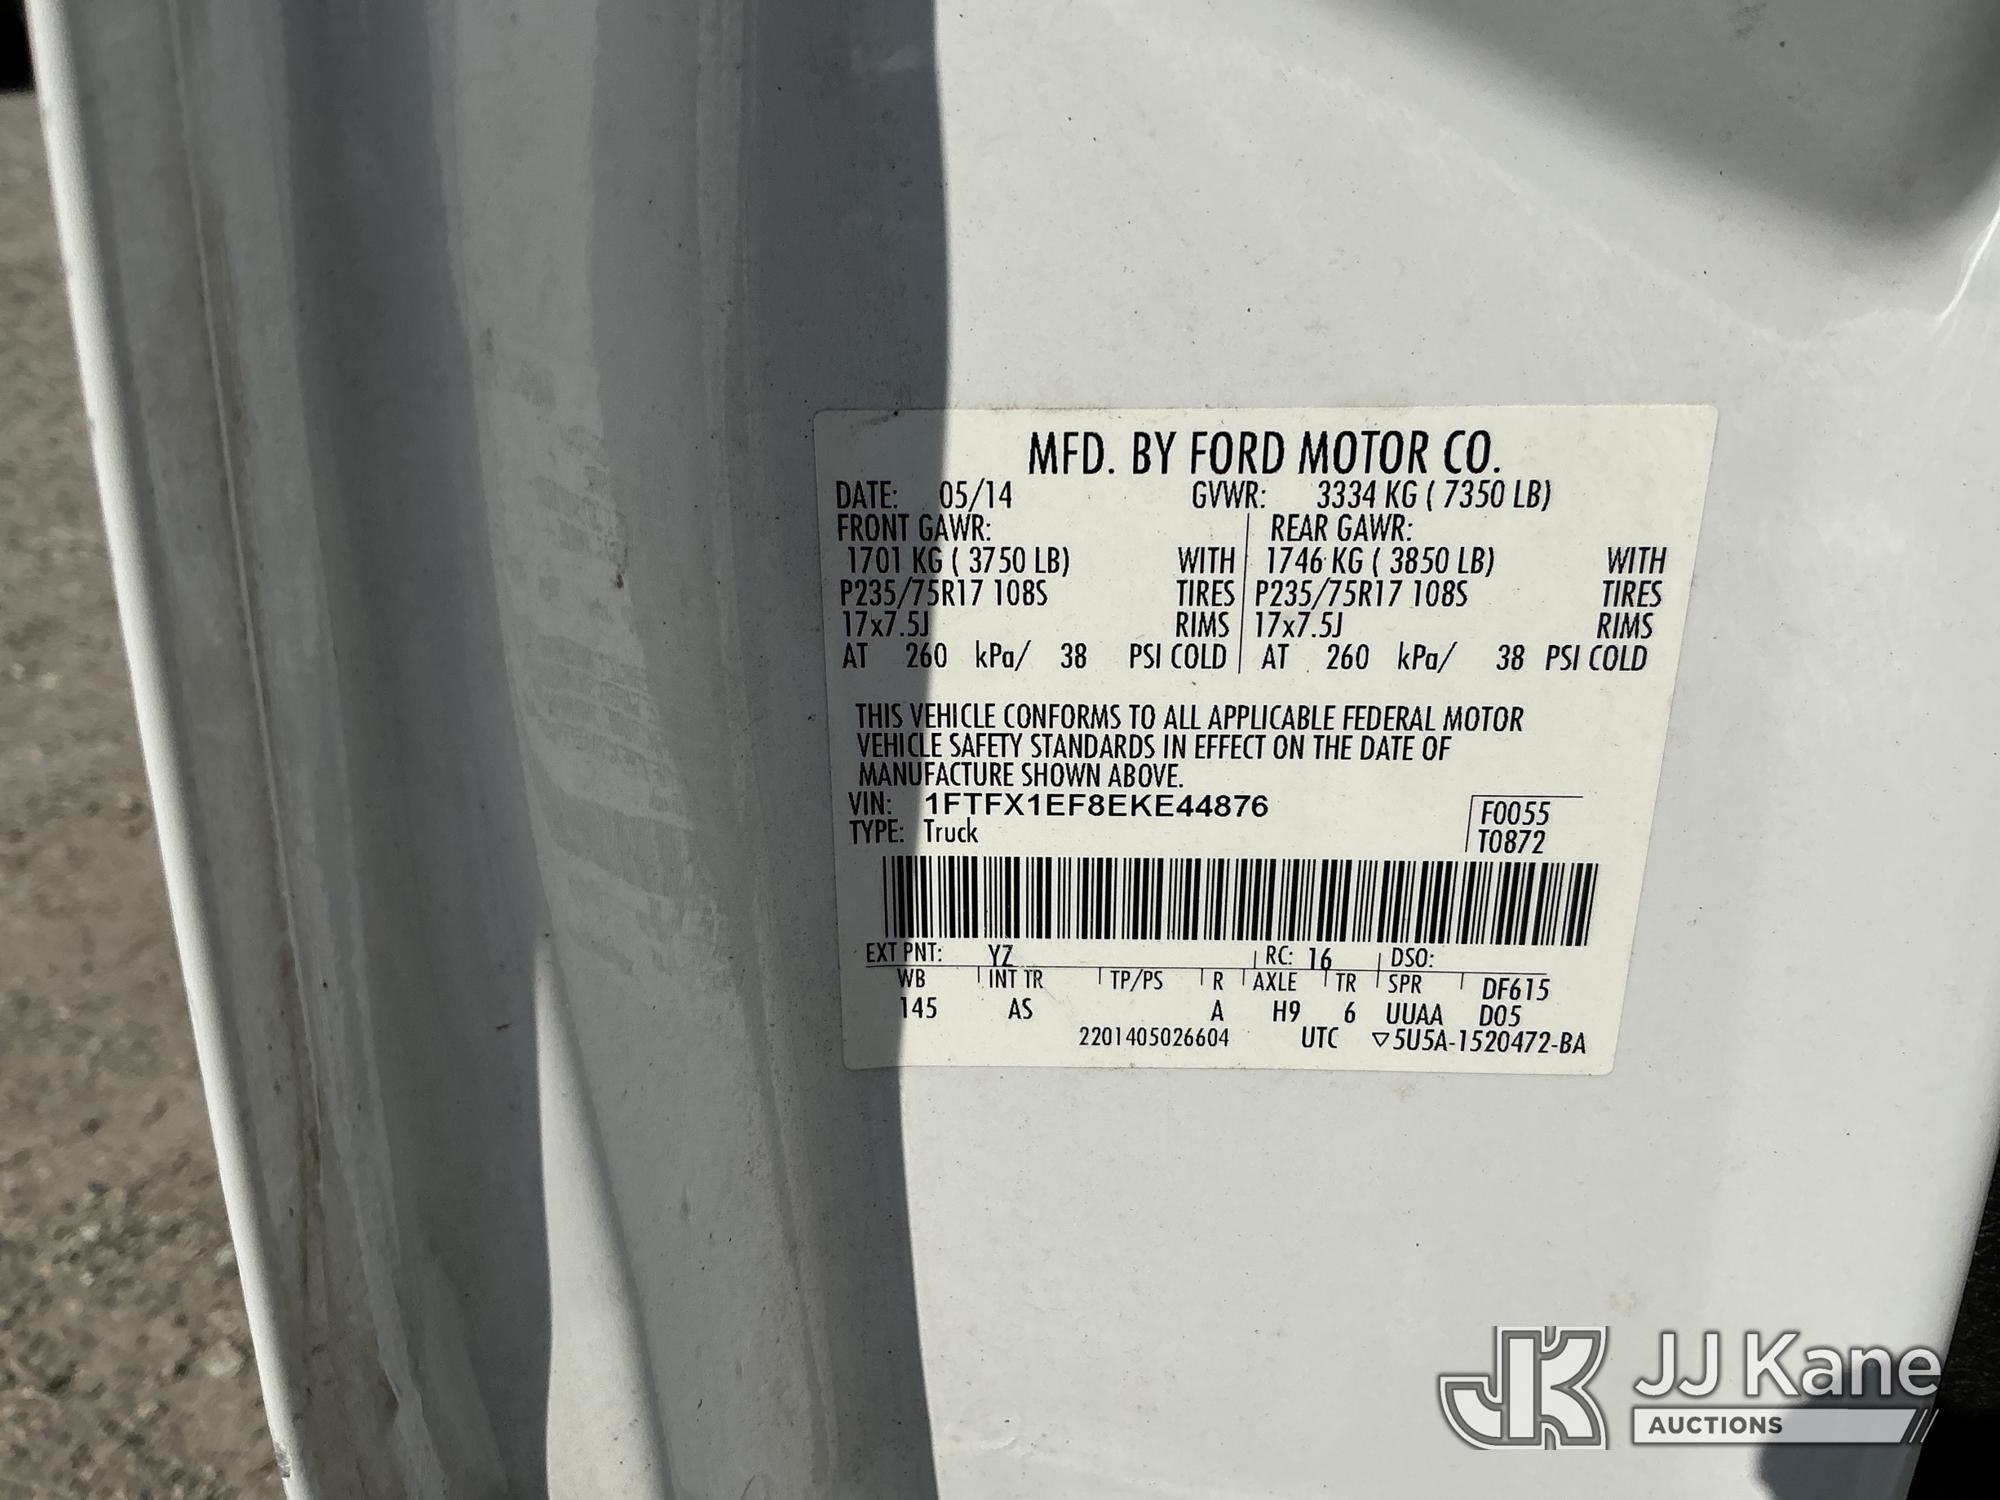 MFD. BY FORD MOTOR CO.
DATE: 05/14 GVWR: 3334 KG ( 7350 LB)
FRONT GAWR: REAR GAWR:
1701 KG ( 3750 LB) WITH 1746 KG ( 3850 LB) WITH
P235/75R17 108S TIRES P235/75R17 108S TIRES
17x7.5J RIMS 17x7.5J RIMS
AT 260 kPa/ 38 PSI COLD AT 260 kPa/ 38 PSI COLD
THIS VEHICLE CONFORMS TO ALL APPLICABLE FEDERAL MOTOR
VEHICLE SAFETY STANDARDS IN EFFECT ON THE DATE OF
MANUFACTURE SHOWN ABOVE.
VIN: 1FTFX1EF8EKE44876 F0055
TYPE: Truck T0872
EXT PNT: YZ RC: 16 DSO:
WB INT TR TP/PS R AXLE TR SPR DF615
145 AS A H9 6 UUAA D05
2201405026604 UTC ▽5U5A-1520472-BA
JK JJ Kane
AUCTIONS